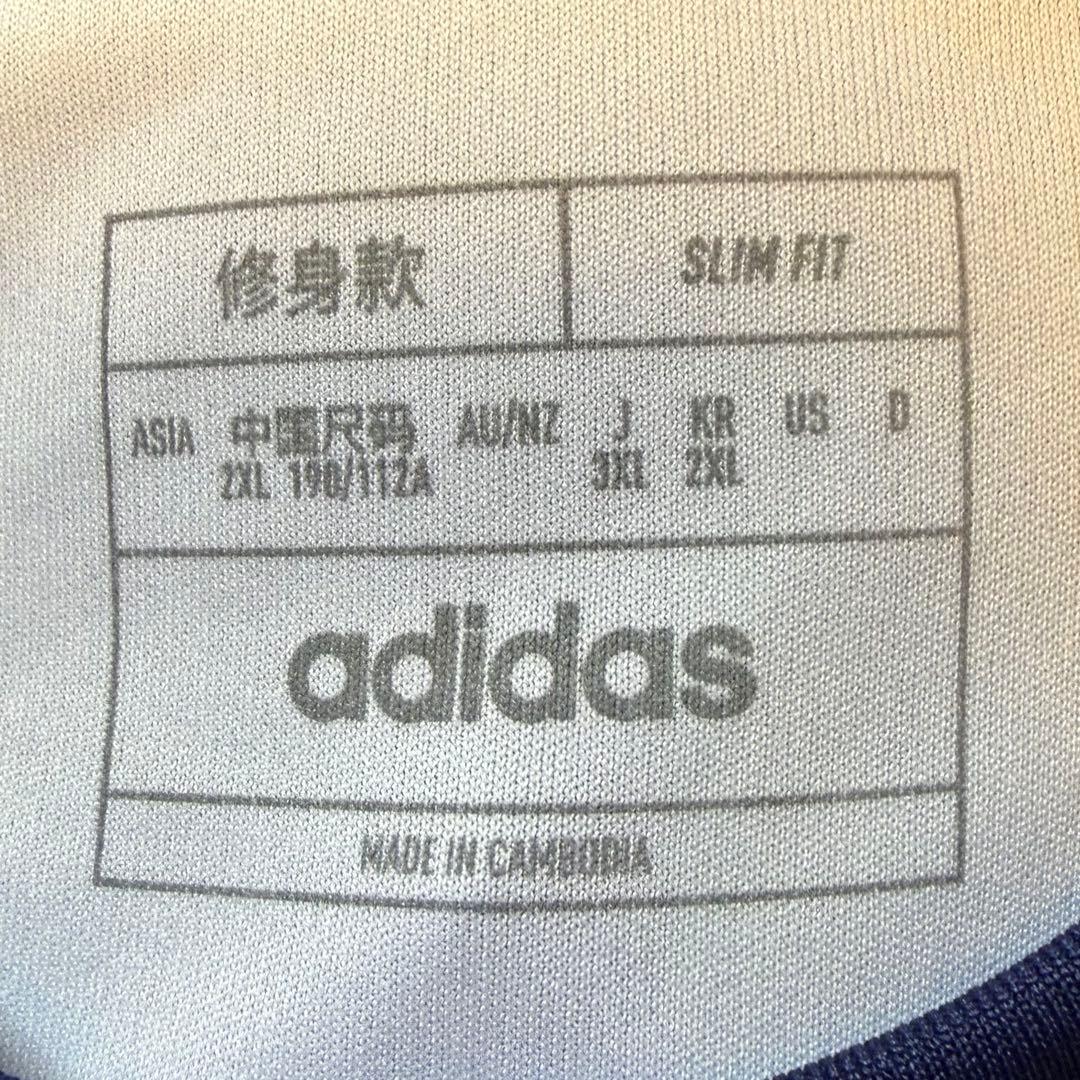 修身款 SLIM FIT
ASIA 中国尺码 AU/NZ J KR US D
2XL 190/112A 3XL 2XL
adidas
MADE IN CAMBODIA